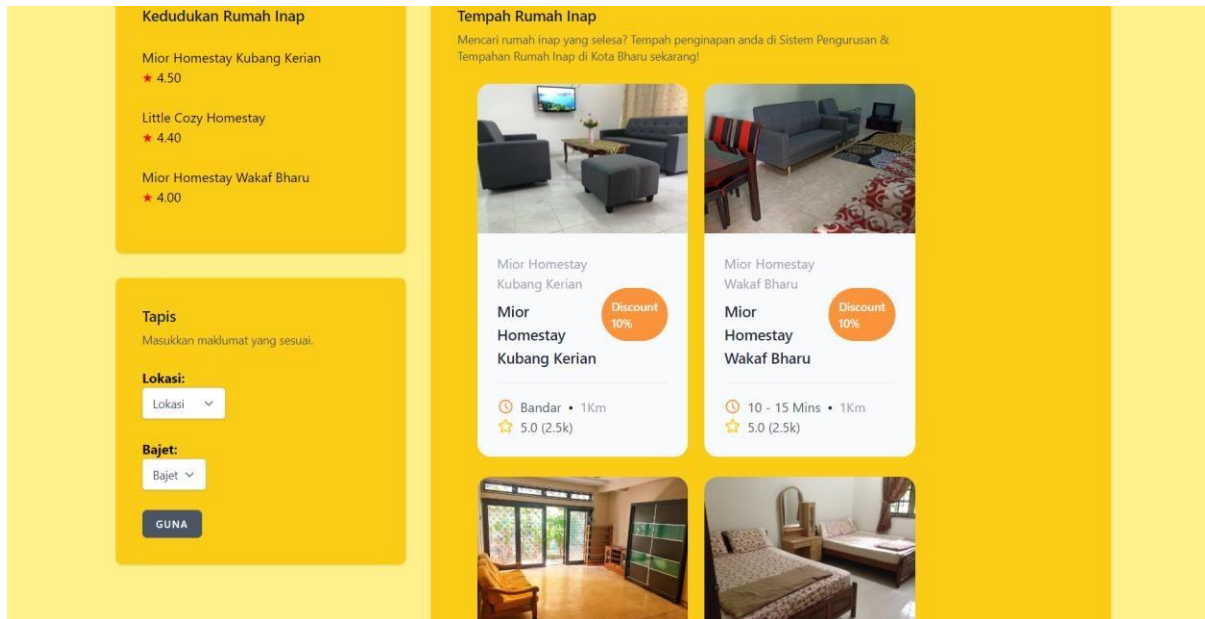 Kedudukan Rumah Inap
Mior Homestay Kubang Kerian
★ 4.50
Little Cozy Homestay
★ 4.40
Mior Homestay Wakaf Bharu
★ 4.00
Tapis
Masukkan maklumat yang sesuai.
Lokasi:
Lokasi
Bajet:
Bajet
GUNA
Tempah Rumah Inap
Mencari rumah inap yang selesa? Tempah penginapan anda di Sistem Pengurusan &
Tempahan Rumah Inap di Kota Bharu sekarang!
Mior Homestay
Kubang Kerian
Mior
Homestay
Kubang Kerian
Discount
10%
Bandar • 1Km
5.0 (2.5k)
Mior Homestay
Wakaf Bharu
Mior
Homestay
Wakaf Bharu
Discount
10%
10 - 15 Mins • 1Km
5.0 (2.5k)